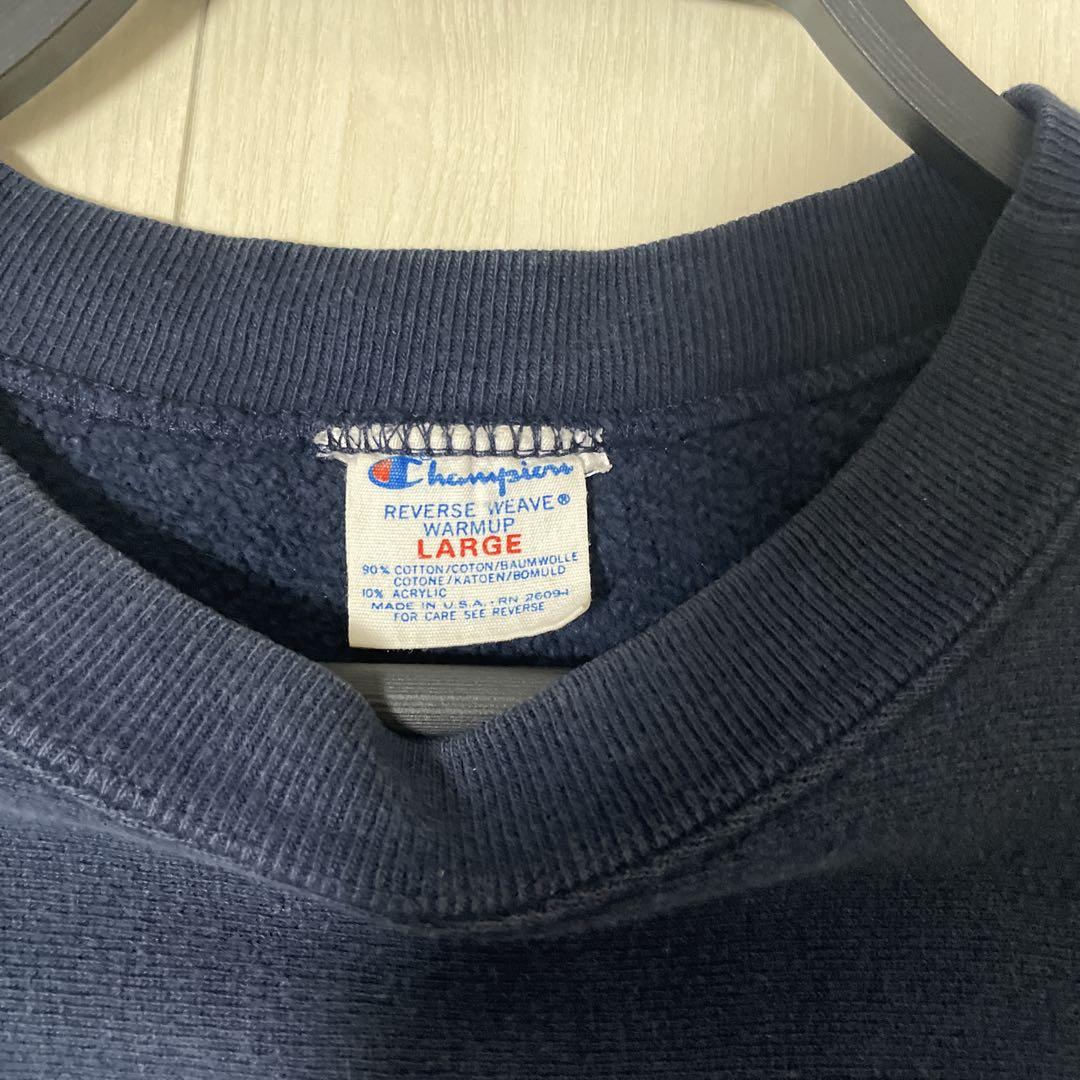 Champion
REVERSE WEAVE®
WARMUP
LARGE
90% COTTON/COTON/BAUMWOLLE
COTONE/KATOEN/BOMULD
10% ACRYLIC
MADE IN U.S.A. · RN 26094
FOR CARE SEE REVERSE